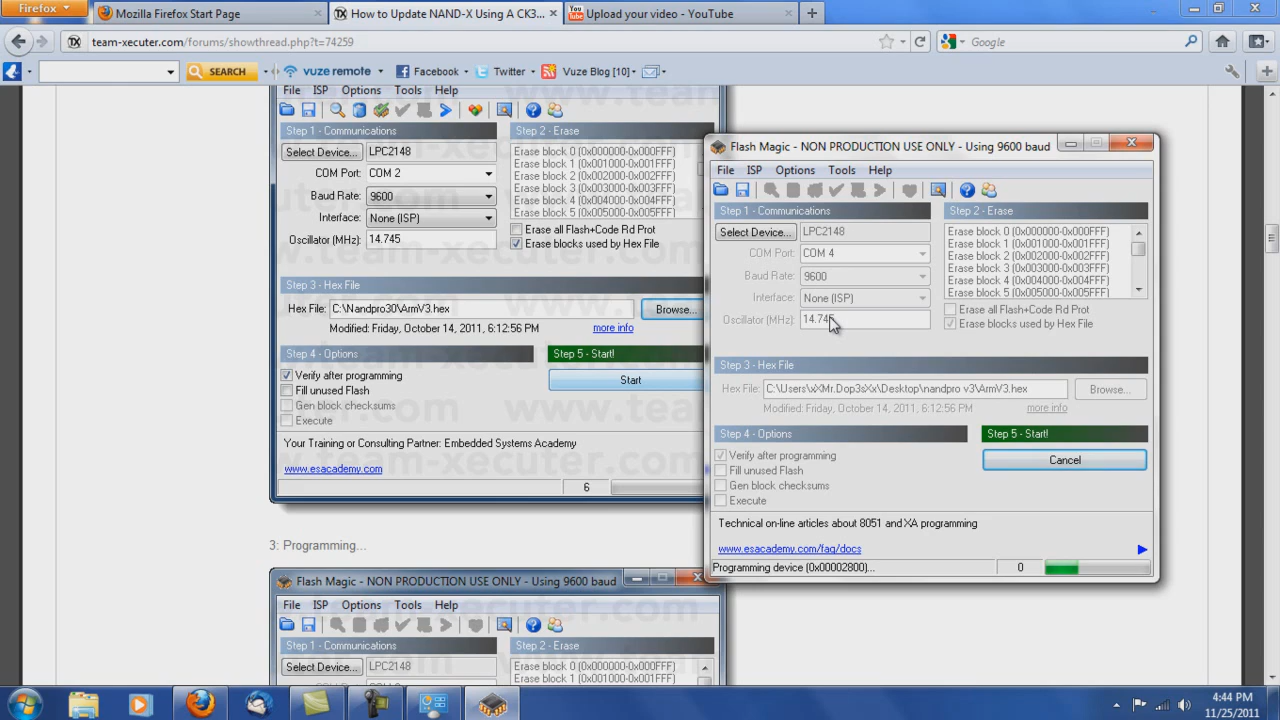 Firefox
Mozilla Firefox Start Page
How to Update NAND-X Using A CK3...
Upload your video - YouTube
team-xecuter.com/forums/showthread.php?t=74259
Google
SEARCH
vuze remote
Facebook
Twitter
Vuze Blog [10]
File ISP Options Tools Help
Step 1 - Communications
Step 2 - Erase
Select Device... LPC2148
COM Port: COM 2
Baud Rate: 9600
Interface: None (ISP)
Oscillator (MHz): 14.745
Erase block 0 (0x000000-0x000FFF)
Erase block 1 (0x001000-0x001FFF)
Erase block 2 (0x002000-0x002FFF)
Erase block 3 (0x003000-0x003FFF)
Erase block 4 (0x004000-0x004FFF)
Erase block 5 (0x005000-0x005FFF)
Erase all Flash+Code Rd Prot
Erase blocks used by Hex File
Step 3 - Hex File
Hex File: C:\Nandpro30\ArmV3.hex
Browse...
Modified: Friday, October 14, 2011, 6:12:56 PM
more info
Step 4 - Options
Step 5 - Start!
Verify after programming
Fill unused Flash
Gen block checksums
Execute
Start
Your Training or Consulting Partner: Embedded Systems Academy
www.esacademy.com
6
3: Programming...
Flash Magic - NON PRODUCTION USE ONLY - Using 9600 baud
File ISP Options Tools Help
Step 1 - Communications
Step 2 - Erase
Select Device... LPC2148
Erase block 0 (0x000000-0x000FFF)
Erase block 1 (0x001000-0x001FFF)
Flash Magic - NON PRODUCTION USE ONLY - Using 9600 baud
File ISP Options Tools Help
Step 1 - Communications
Step 2 - Erase
Select Device... LPC2148
COM Port: COM 4
Baud Rate: 9600
Interface: None (ISP)
Oscillator (MHz): 14.745
Erase block 0 (0x000000-0x000FFF)
Erase block 1 (0x001000-0x001FFF)
Erase block 2 (0x002000-0x002FFF)
Erase block 3 (0x003000-0x003FFF)
Erase block 4 (0x004000-0x004FFF)
Erase block 5 (0x005000-0x005FFF)
Erase all Flash+Code Rd Prot
Erase blocks used by Hex File
Step 3 - Hex File
Hex File: C:\Users\xXMr.Dop3sXx\Desktop\nandpro v3\ArmV3.hex
Browse...
Modified: Friday, October 14, 2011, 6:12:56 PM
more info
Step 4 - Options
Step 5 - Start!
Verify after programming
Fill unused Flash
Gen block checksums
Execute
Cancel
Technical on-line articles about 8051 and XA programming
www.esacademy.com/faq/docs
Programming device (0x00002800)...
0
4:44 PM
11/25/2011